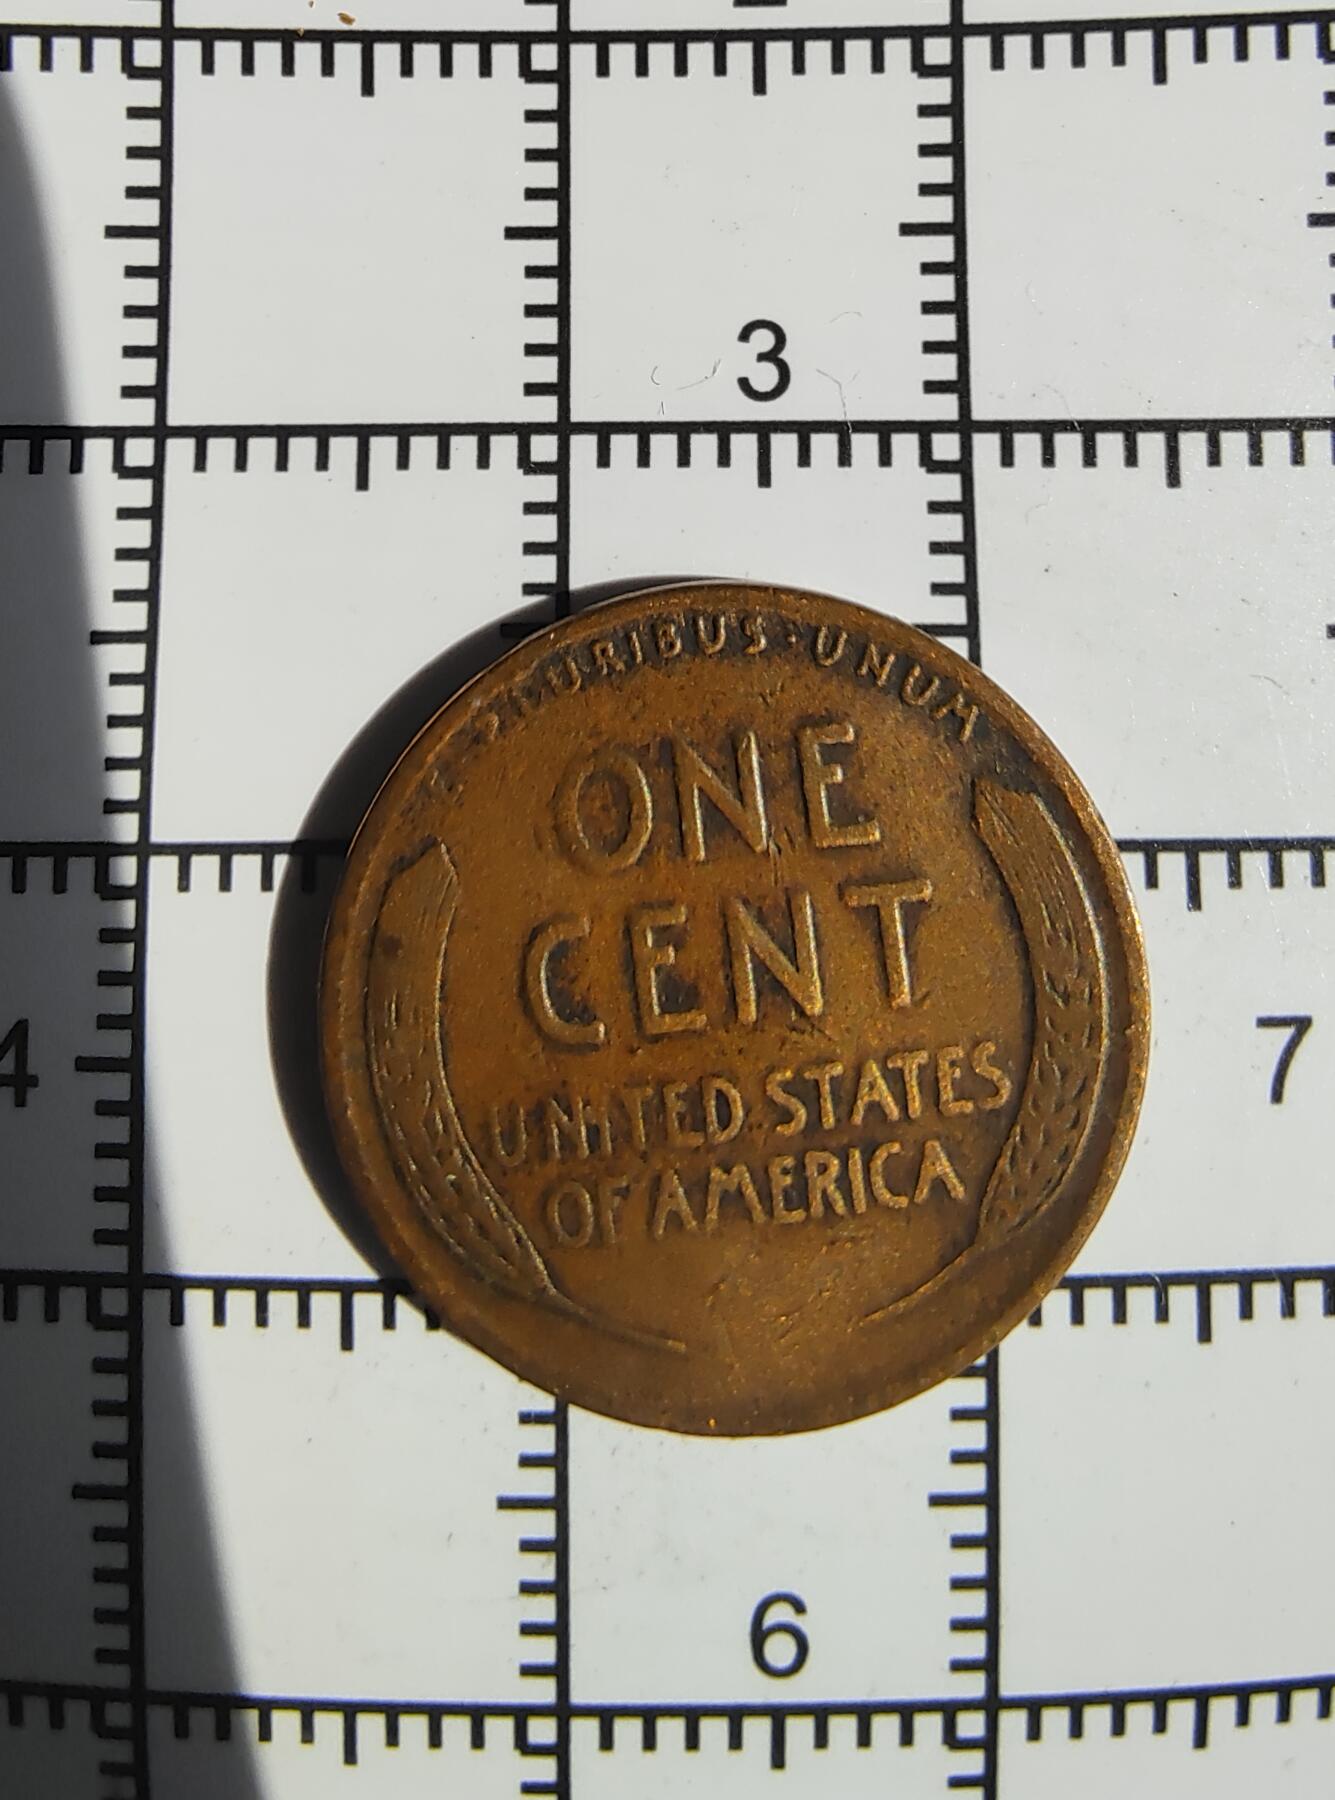 3
PLURIBUS·UNUM
ONE
CENT
UNITED STATES
OF AMERICA
4
7
6